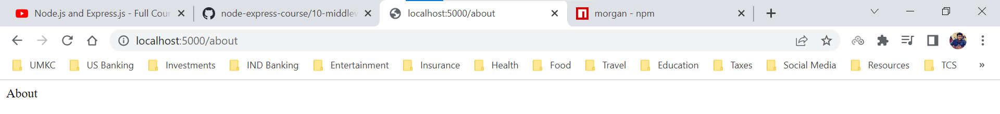 Node.js and Express.js - Full Cour
node-express-course/10-middlew
localhost:5000/about
morgan - npm
localhost:5000/about
UMKC US Banking Investments IND Banking Entertainment Insurance Health Food Travel Education Taxes Social Media Resources TCS »
About